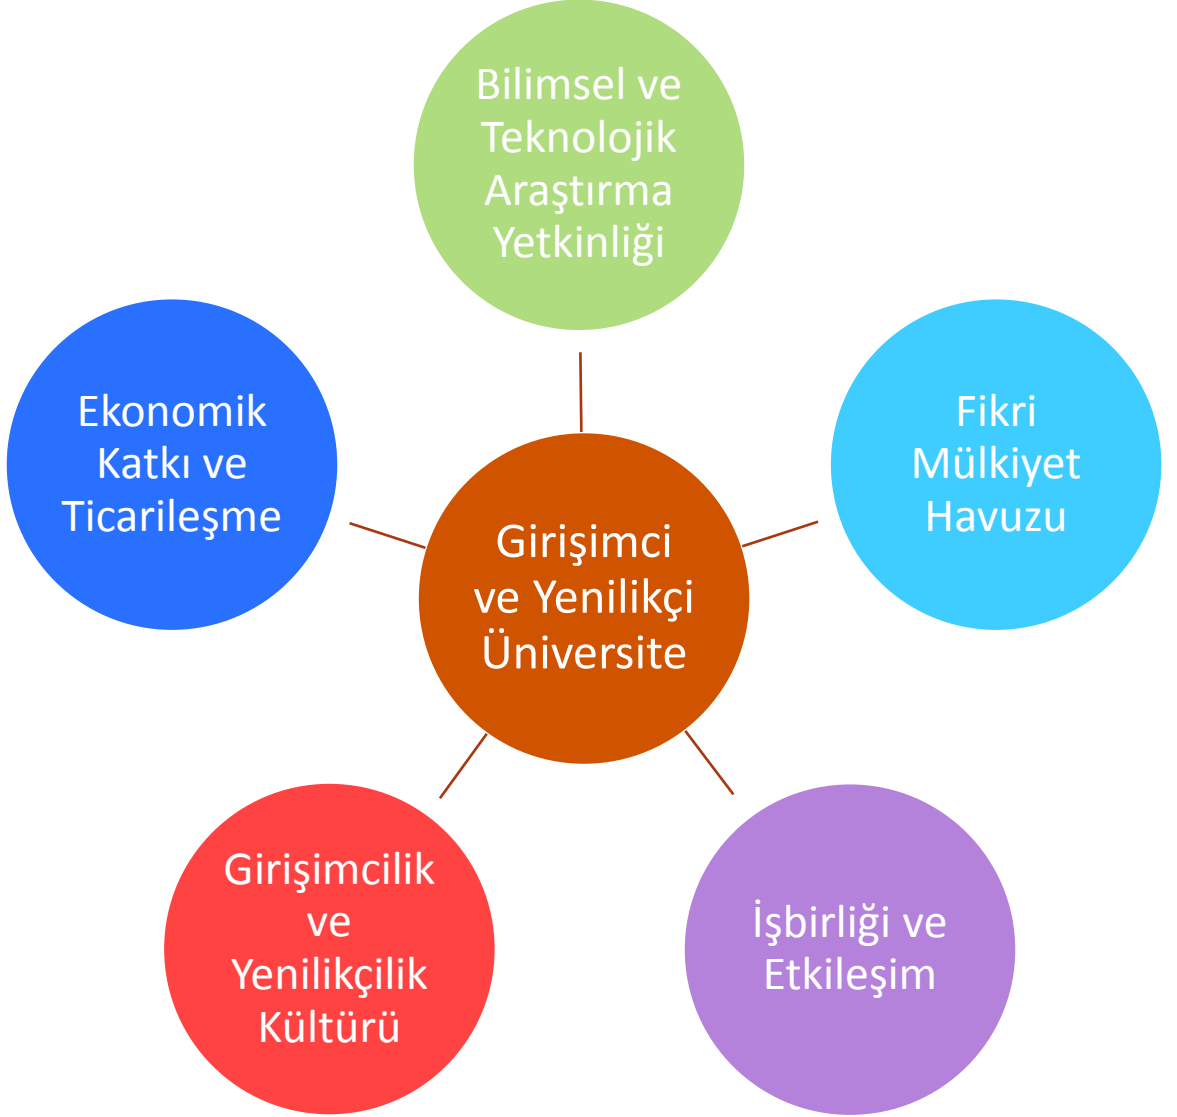 Bilimsel ve
Teknolojik
Araştırma
Yetkinliği
Ekonomik
Katkı ve
Ticarileşme
Fikri
Mülkiyet
Havuzu
Girişimci
ve Yenilikçi
Üniversite
Girişimcilik
ve
Yenilikçilik
Kültürü
İşbirliği ve
Etkileşim